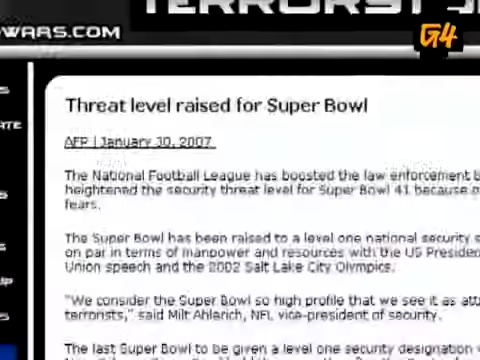 TERRORST
WARS.COM
G4
Threat level raised for Super Bowl
AFP | January 30, 2007
The National Football League has boosted the law enforcement
heightened the security threat level for Super Bowl 41 because
fears.
The Super Bowl has been raised to a level one national security
on par in terms of manpower and resources with the US Presiden
Union speech and the 2002 Salt Lake City Olympics.
"We consider the Super Bowl so high profile that we see it as
terrorists," said Milt Ahlerich, NFL vice-president of security.
The last Super Bowl to be given a level one security designation